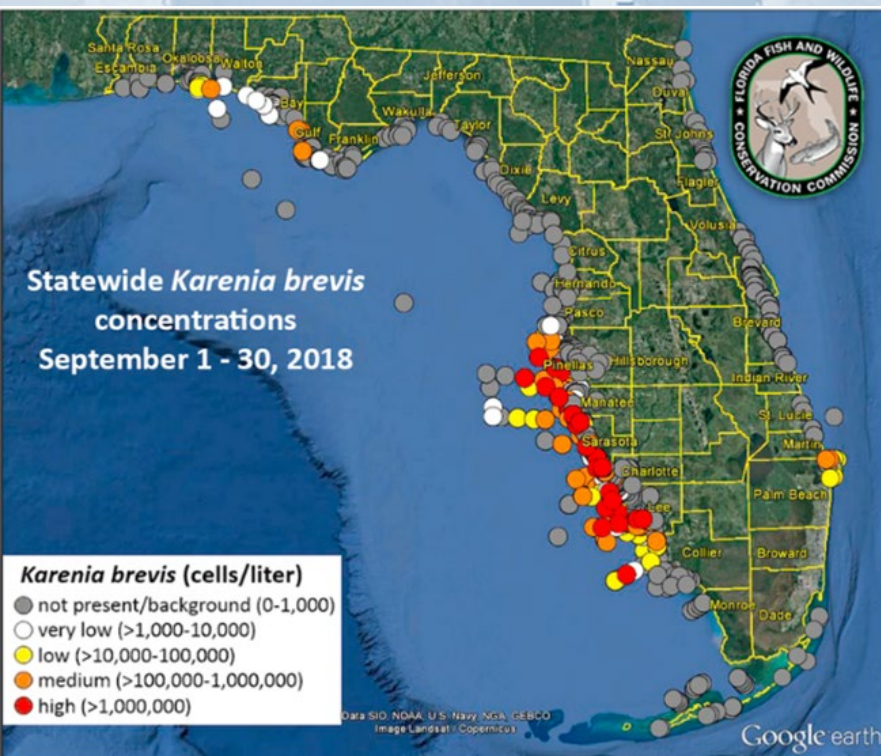 Santa Rosa
Okaloosa
Walton
Escambia
Bay
Gulf
Franklin
Wakulla
Jefferson
Taylor
Dixie
Levy
Nassau
Duval
St Johns
Flagler
Volusia
Citrus
Hernando
Pasco
Brevard
Pinellas
Hillsborough
Indian River
Manatee
St. Lucie
Sarasota
Martin
Charlotte
Palm Beach
Lee
Collier
Broward
Monroe
Dade
FLORIDA FISH AND WILDLIFE
CONSERVATION COMMISSION
Statewide Karenia brevis
concentrations
September 1 - 30, 2018
Karenia brevis (cells/liter)
not present/background (0-1,000)
very low (>1,000-10,000)
low (>10,000-100,000)
medium (>100,000-1,000,000)
high (>1,000,000)
Data SIO, NOAA, U.S. Navy, NGA, GEBCO
Image Landsat / Copernicus
Google earth